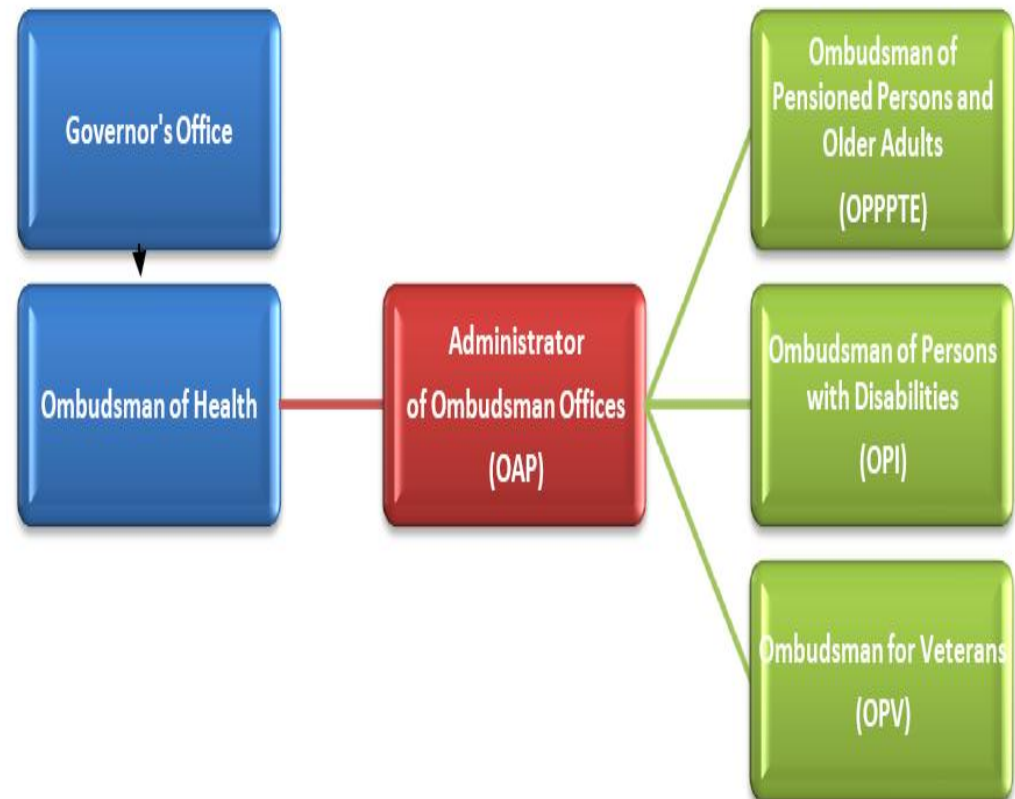 Governor's Office
Ombudsman of Health
Administrator
of Ombudsman Offices
(OAP)
Ombudsman of
Pensioned Persons and
Older Adults
(OPPPTE)
Ombudsman of Persons
with Disabilities
(OPI)
Ombudsman for Veterans
(OPV)